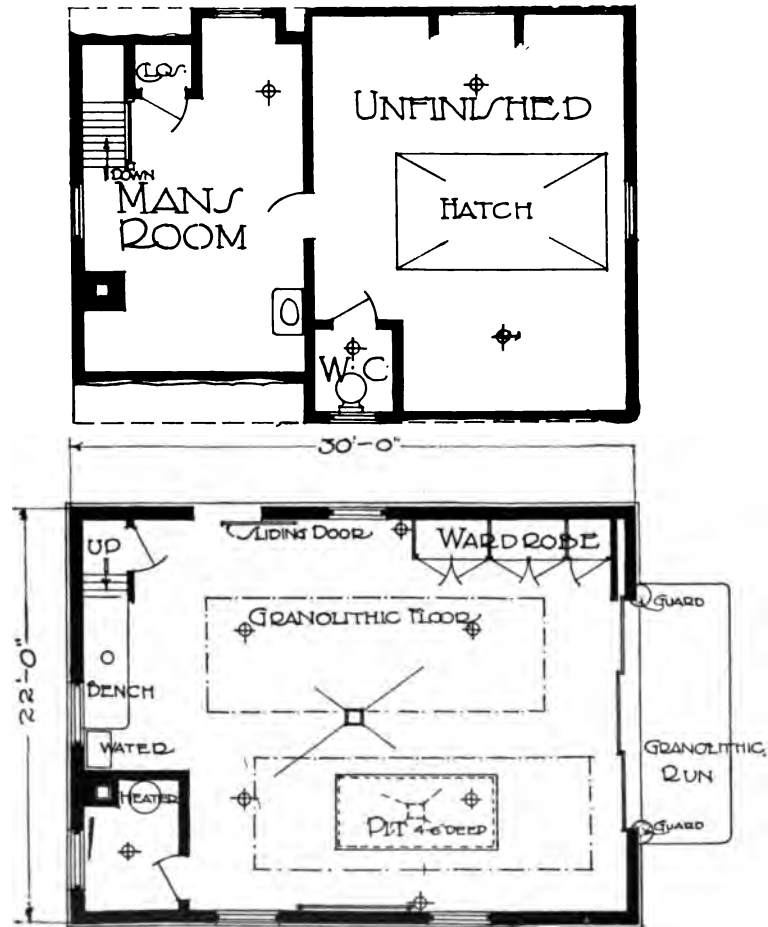 CLOS.
UNFINISHED
DOWN
MANS
ROOM
HATCH
W.C.
30'-0"
UP
SLIDING DOOR
WARDROBE
GUARD
GRANOLITHIC FLOOR
22'-0"
BENCH
WATER
GRANOLITHIC
RUN
HEATER
PIT 4-6 DEEP
GUARD